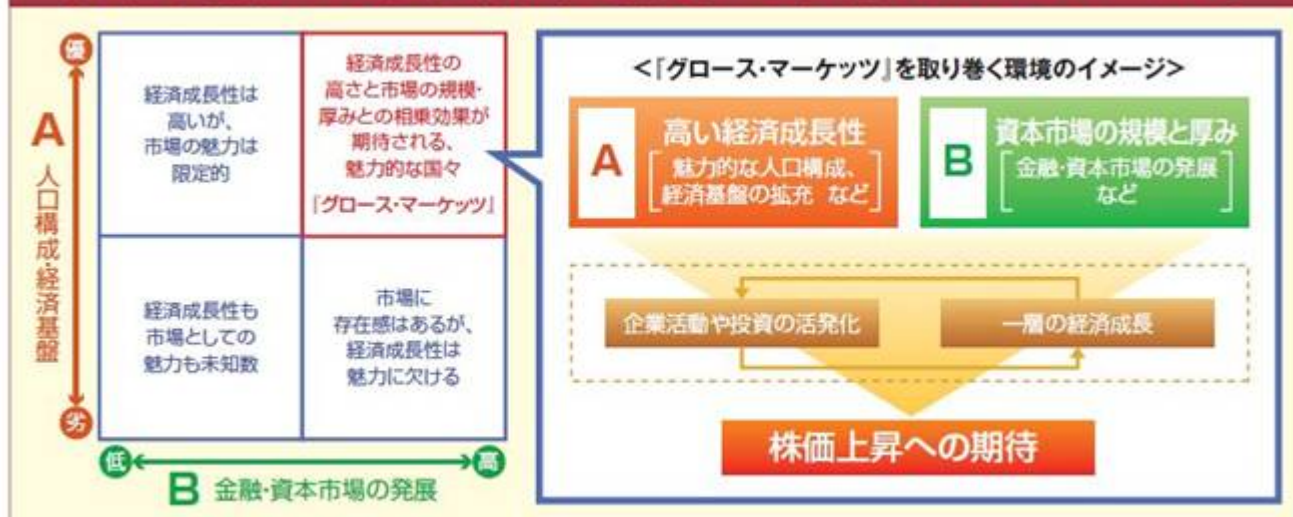 優
A
人口構成・経済基盤
劣
経済成長性は
高いが、
市場の魅力は
限定的
経済成長性の
高さと市場の規模・
厚みとの相乗効果が
期待される、
魅力的な国々
『グロース・マーケッツ』
経済成長性も
市場としての
魅力も未知数
市場に
存在感はあるが、
経済成長性は
魅力に欠ける
低
高
B 金融・資本市場の発展
<『グロース・マーケッツ』を取り巻く環境のイメージ>
A
高い経済成長性
魅力的な人口構成、
経済基盤の拡充 など
B
資本市場の規模と厚み
金融・資本市場の発展
など
企業活動や投資の活発化
一層の経済成長
株価上昇への期待